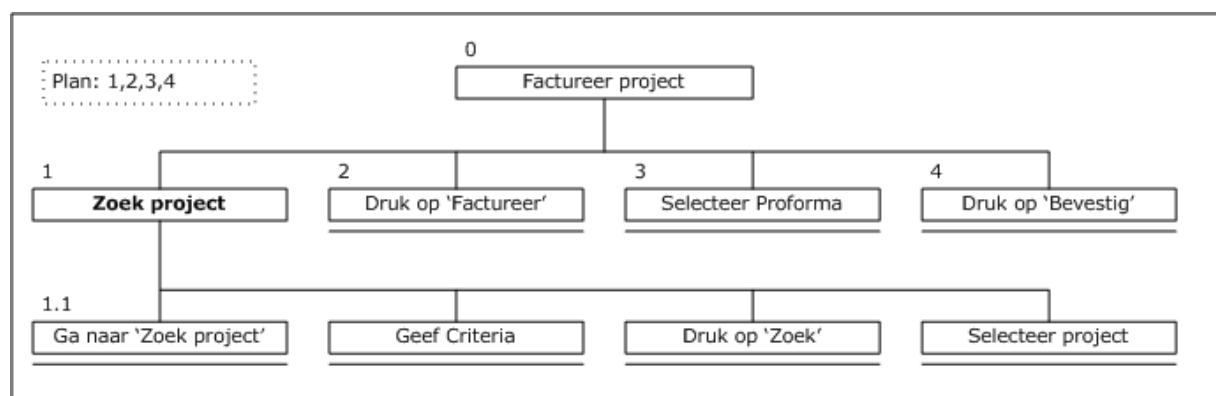 0
Plan: 1,2,3,4
Factureer project
1
2
3
4
Zoek project
Druk op ‘Factureer’
Selecteer Proforma
Druk op ‘Bevestig’
1.1
Ga naar ‘Zoek project’
Geef Criteria
Druk op ‘Zoek’
Selecteer project